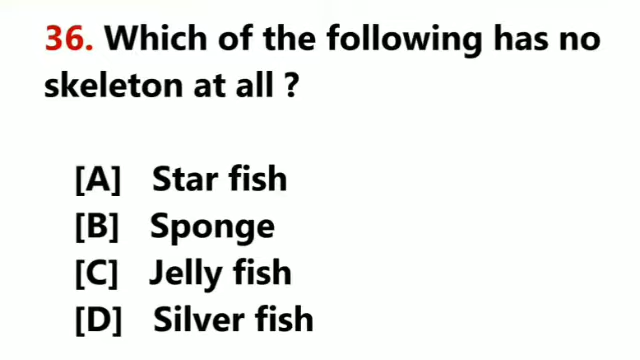 36. Which of the following has no
skeleton at all ?
[A] Star fish
[B] Sponge
[C] Jelly fish
[D] Silver fish